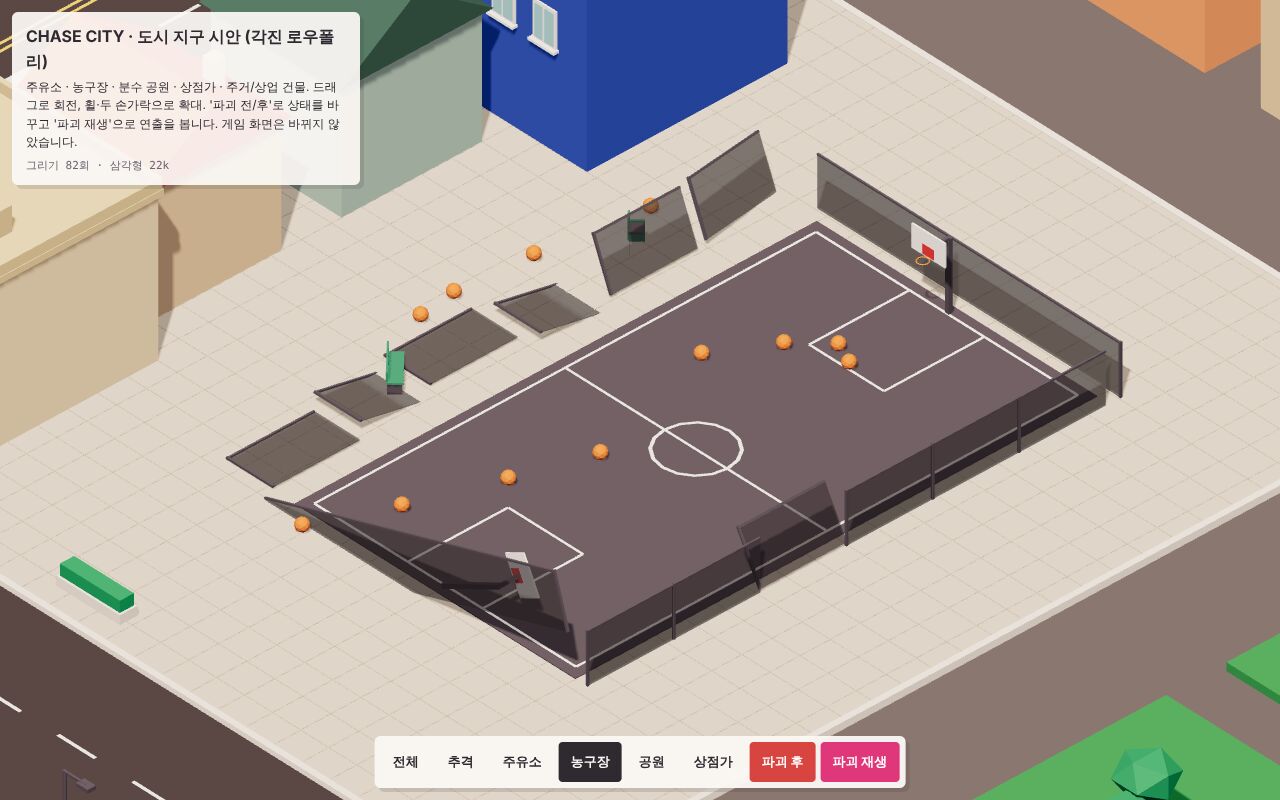 CHASE CITY · 도시 지구 시안 (각진 로우폴
리)
주유소 · 농구장 · 분수 공원 · 상점가 · 주거/상업 건물. 드래
그로 회전, 휠·두 손가락으로 확대. '파괴 전/후'로 상태를 바
꾸고 '파괴 재생'으로 연출을 봅니다. 게임 화면은 바뀌지 않
았습니다.
그리기 82회 · 삼각형 22k
전체 추격 주유소 농구장 공원 상점가 파괴 후 파괴 재생